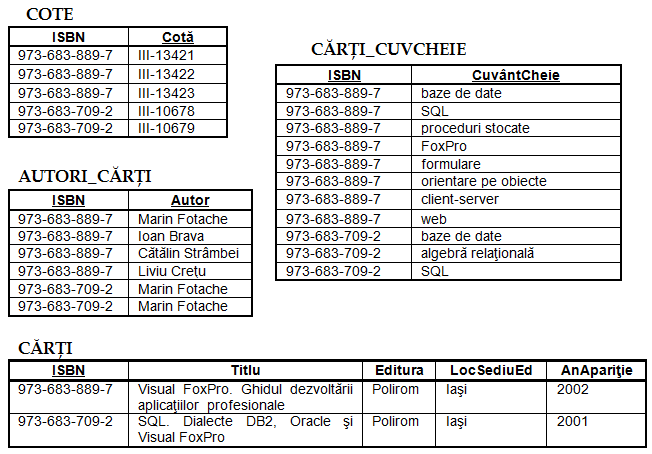 COTE
ISBN Cotă
973-683-889-7 III-13421
973-683-889-7 III-13422
973-683-889-7 III-13423
973-683-709-2 III-10678
973-683-709-2 III-10679
CĂRȚI_CUVCHEIE
ISBN CuvântCheie
973-683-889-7 baze de date
973-683-889-7 SQL
973-683-889-7 proceduri stocate
973-683-889-7 FoxPro
973-683-889-7 formulare
973-683-889-7 orientare pe obiecte
973-683-889-7 client-server
973-683-889-7 web
973-683-709-2 baze de date
973-683-709-2 algebră relaţională
973-683-709-2 SQL
AUTORI_CĂRȚI
ISBN Autor
973-683-889-7 Marin Fotache
973-683-889-7 Ioan Brava
973-683-889-7 Cătălin Strâmbei
973-683-889-7 Liviu Creţu
973-683-709-2 Marin Fotache
973-683-709-2 Marin Fotache
CĂRȚI
ISBN Titlu Editura LocSediuEd AnApariţie
973-683-889-7 Visual FoxPro. Ghidul dezvoltării Polirom Iaşi 2002
aplicaţiilor profesionale
973-683-709-2 SQL. Dialecte DB2, Oracle şi Polirom Iaşi 2001
Visual FoxPro